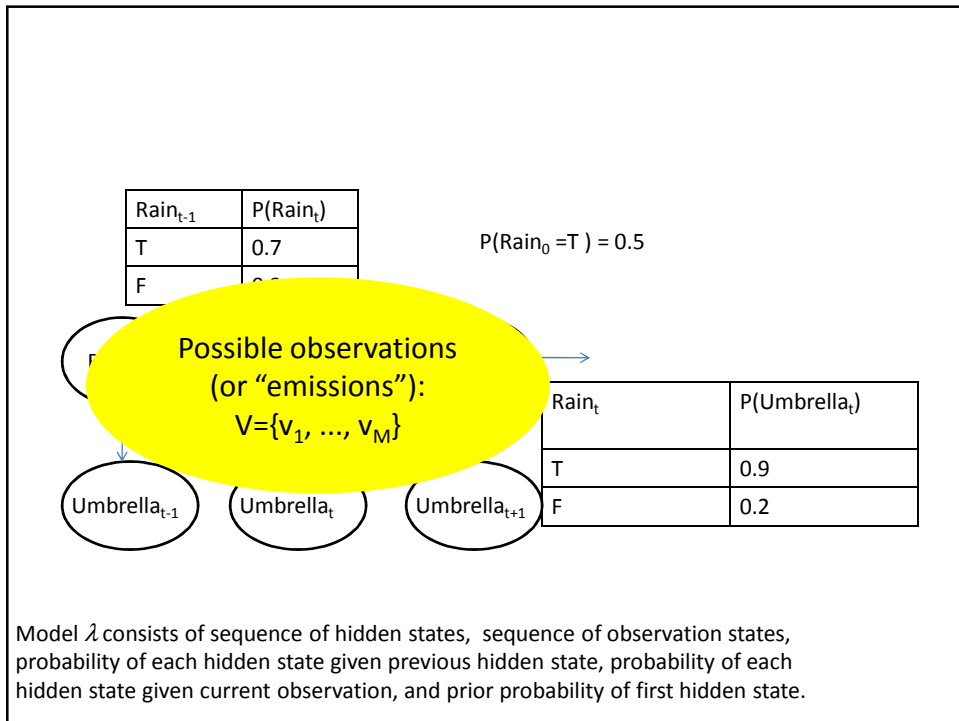 Rain_{t-1} P(Rain_t)
T 0.7
P(Rain_0 =T ) = 0.5
F
Possible observations
(or “emissions”):
V={v_1, ..., v_M}
Rain_t P(Umbrella_t)
T 0.9
F 0.2
Umbrella_{t-1} Umbrella_t Umbrella_{t+1}
Model λ consists of sequence of hidden states, sequence of observation states,
probability of each hidden state given previous hidden state, probability of each
hidden state given current observation, and prior probability of first hidden state.